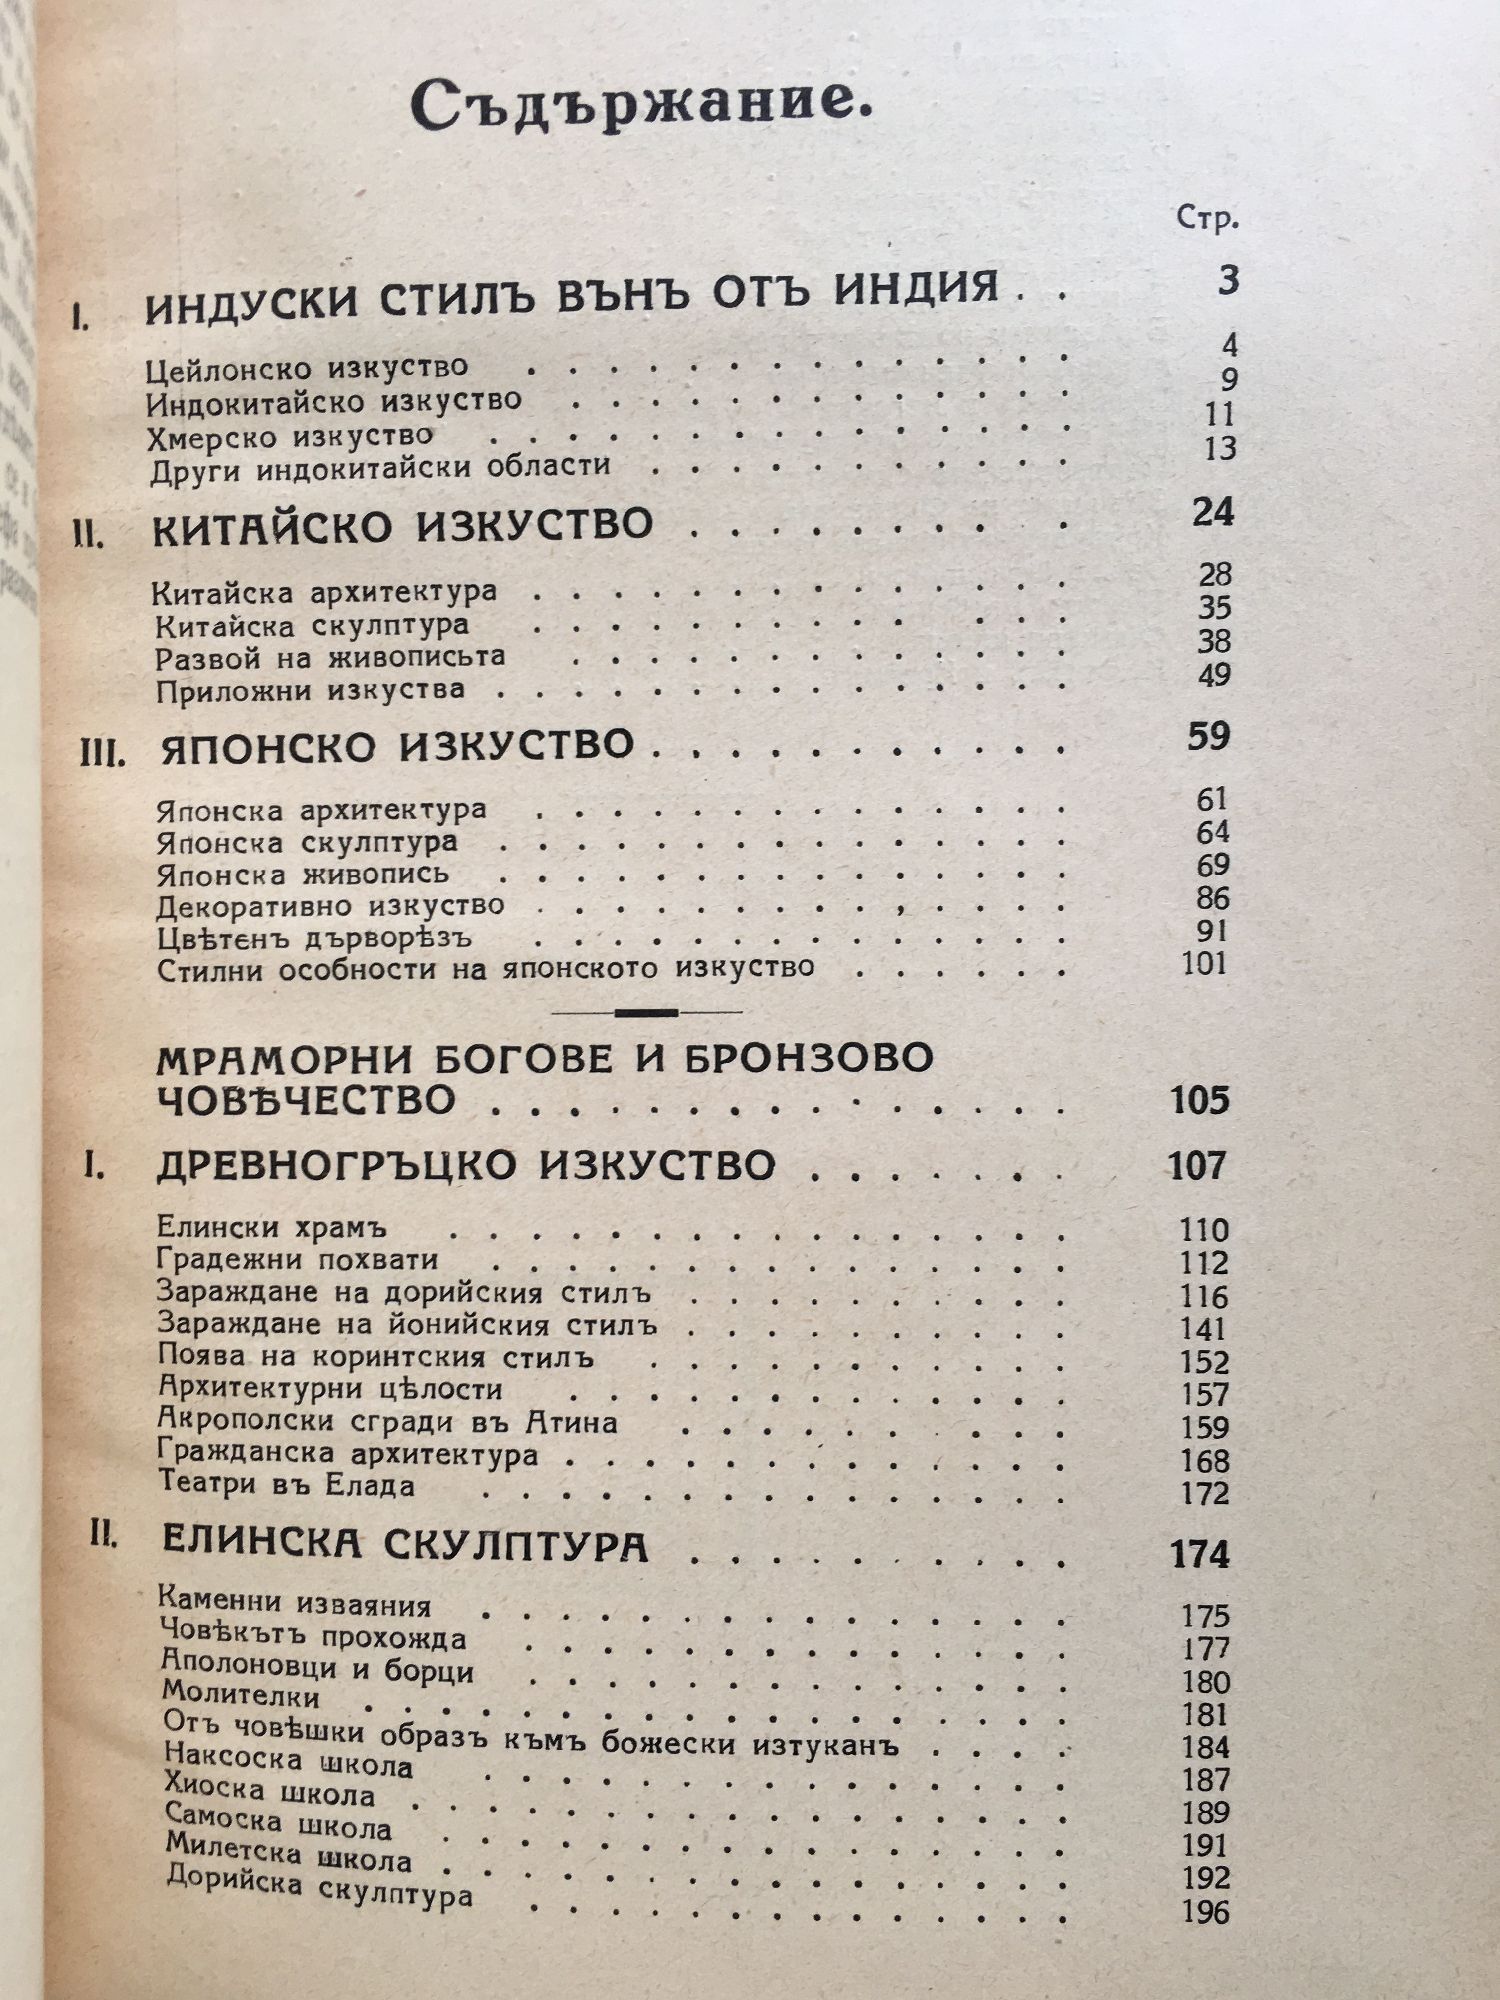 Съдържание.
Стр.
I. ИНДУСКИ СТИЛЪ ВЪНЪ ОТЪ ИНДИЯ . . 3
Цейлонско изкуство . . . . . . . . . . . . . . 4
Индокитайско изкуство . . . . . . . . . . . . . 9
Хмерско изкуство . . . . . . . . . . . . . . . 11
Други индокитайски области . . . . . . . . . . . 13
II. КИТАЙСКО ИЗКУСТВО . . . . . . . . . 24
Китайска архитектура . . . . . . . . . . . . . . 28
Китайска скулптура . . . . . . . . . . . . . 35
Развой на живописьта . . . . . . . . . . . . . 38
Приложни изкуства . . . . . . . . . . . . . . . 49
III. ЯПОНСКО ИЗКУСТВО . . . . . . . . . . . 59
Японска архитектура . . . . . . . . . . . . . . 61
Японска скулптура . . . . . . . . . . . . . . . 64
Японска живопись . . . . . . . . . . . . . . . 69
Декоративно изкуство . . . . . . . . . . . . . . 86
Цвѣтенъ дърворѣзъ . . . . . . . . . . . . . . 91
Стилни особности на японското изкуство . . . . . . 101
МРАМОРНИ БОГОВЕ И БРОНЗОВО
ЧОВѢЧЕСТВО . . . . . . . . . . . . . . . 105
I. ДРЕВНОГРЪЦКО ИЗКУСТВО . . . . . . . 107
Елински храмъ . . . . . . . . . . . . . . . . 110
Градежни похвати . . . . . . . . . . . . . . . 112
Зараждане на дорийския стилъ . . . . . . . . . . 116
Зараждане на йонийския стилъ . . . . . . . . . . 141
Поява на коринтския стилъ . . . . . . . . . . . 152
Архитектурни цѣлости . . . . . . . . . . . . . 157
Акрополски сгради въ Атина . . . . . . . . . . 159
Гражданска архитектура . . . . . . . . . . . . . 168
Театри въ Елада . . . . . . . . . . . . . . . 172
II. ЕЛИНСКА СКУЛПТУРА . . . . . . . . . . 174
Каменни изваяния . . . . . . . . . . . . . . . 175
Човѣкътъ прохожда . . . . . . . . . . . . . . 177
Аполоновци и борци . . . . . . . . . . . . . . 180
Молителки . . . . . . . . . . . . . . . . . . 181
Отъ човѣшки образъ къмъ божески изтуканъ . . . . 184
Наксоска школа . . . . . . . . . . . . . . . 187
Хиоска школа . . . . . . . . . . . . . . . . . 189
Самоска школа . . . . . . . . . . . . . . . . 191
Милетска школа . . . . . . . . . . . . . . . . 192
Дорийска скулптура . . . . . . . . . . . . . . 196